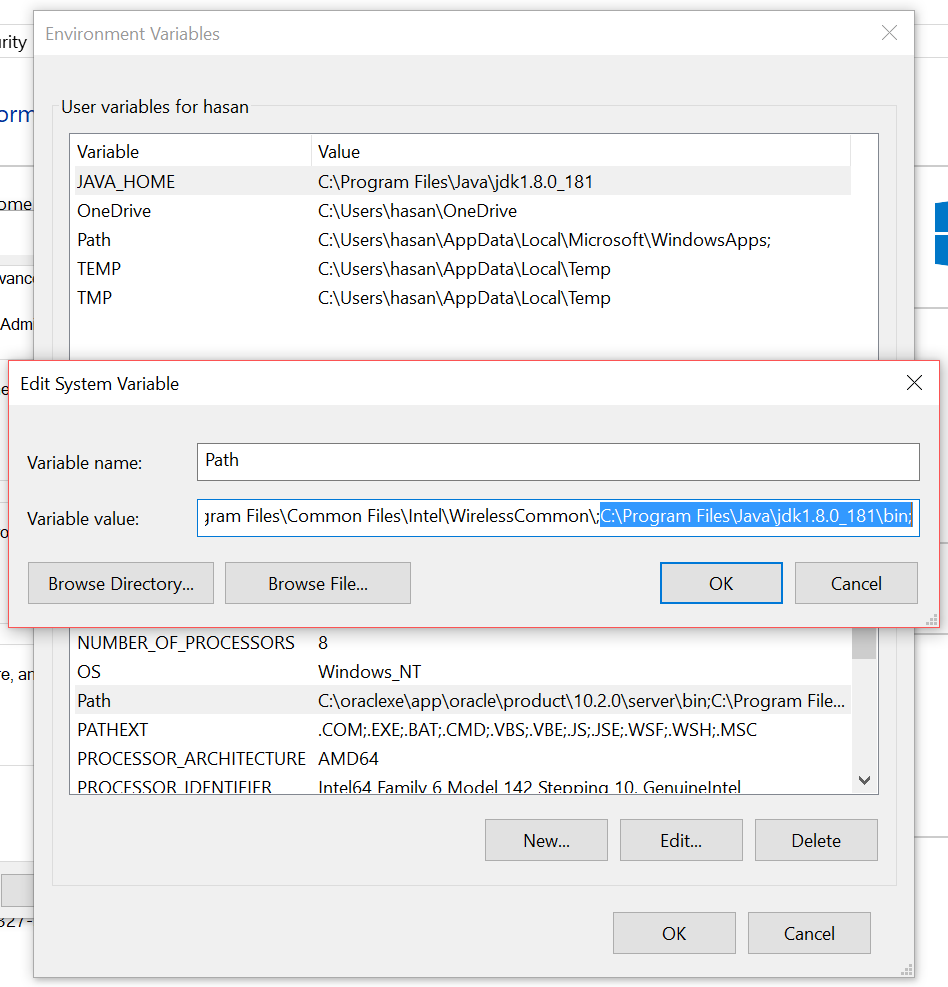 Environment Variables
urity
User variables for hasan
Variable Value
JAVA_HOME C:\Program Files\Java\jdk1.8.0_181
OneDrive C:\Users\hasan\OneDrive
Path C:\Users\hasan\AppData\Local\Microsoft\WindowsApps;
TEMP C:\Users\hasan\AppData\Local\Temp
TMP C:\Users\hasan\AppData\Local\Temp
orm
ome
vance
Adm
Edit System Variable
Variable name: Path
Variable value: gram Files\Common Files\Intel\WirelessCommon\;C:\Program Files\Java\jdk1.8.0_181\bin;
Browse Directory... Browse File... OK Cancel
NUMBER_OF_PROCESSORS 8
OS Windows_NT
re, an
Path C:\oraclexe\app\oracle\product\10.2.0\server\bin;C:\Program File...
PATHEXT .COM;.EXE;.BAT;.CMD;.VBS;.VBE;.JS;.JSE;.WSF;.WSH;.MSC
PROCESSOR_ARCHITECTURE AMD64
PROCESSOR_IDENTIFIER Intel64 Family 6 Model 142 Stepping 10, GenuineIntel
New... Edit... Delete
327-
OK Cancel